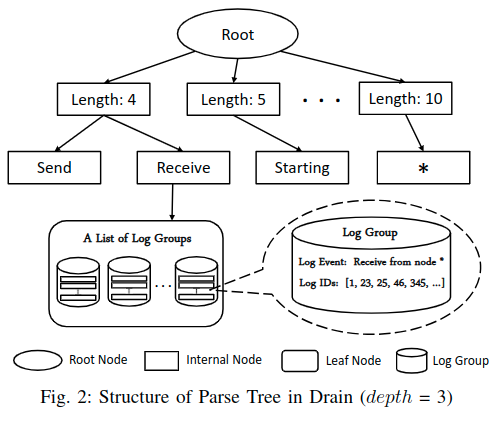 Root
Length: 4
Length: 5
. . .
Length: 10
Send
Receive
Starting
*
A List of Log Groups
...
Log Group
Log Event: Receive from node *
Log IDs: [1, 23, 25, 46, 345, ...]
Root Node
Internal Node
Leaf Node
Log Group
Fig. 2: Structure of Parse Tree in Drain (depth = 3)